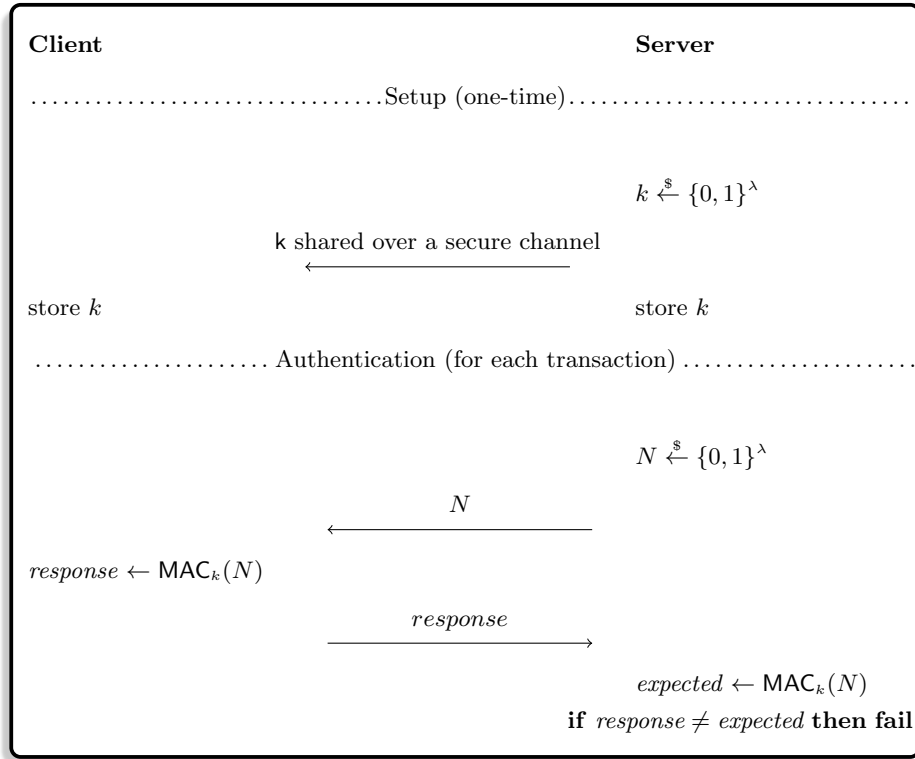 Client Server
Setup (one-time)
k ←$ {0, 1}^λ
k shared over a secure channel
store k store k
Authentication (for each transaction)
N ←$ {0, 1}^λ
N
response ← MAC_k(N)
response
expected ← MAC_k(N)
if response ≠ expected then fail